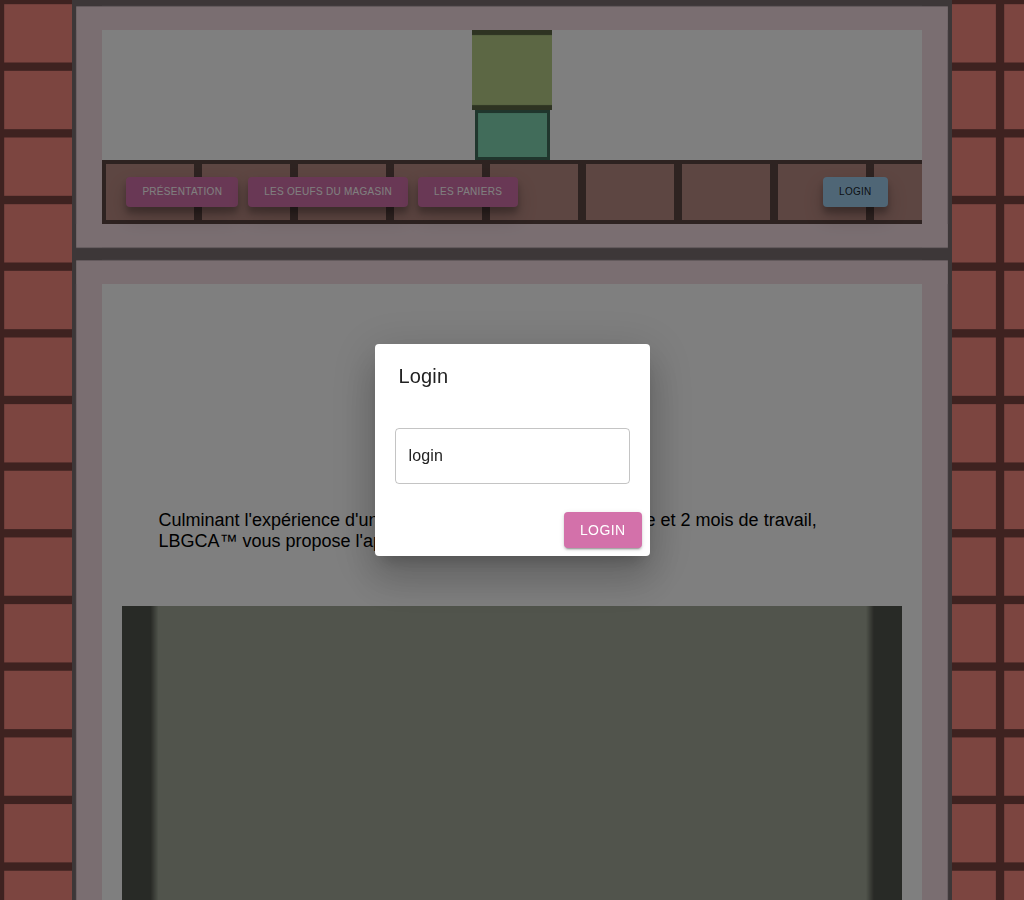 PRÉSENTATION LES OEUFS DU MAGASIN LES PANIERS LOGIN
Login
login
LOGIN
Culminant l'expérience d'un et 2 mois de travail,
LBGCA™ vous propose